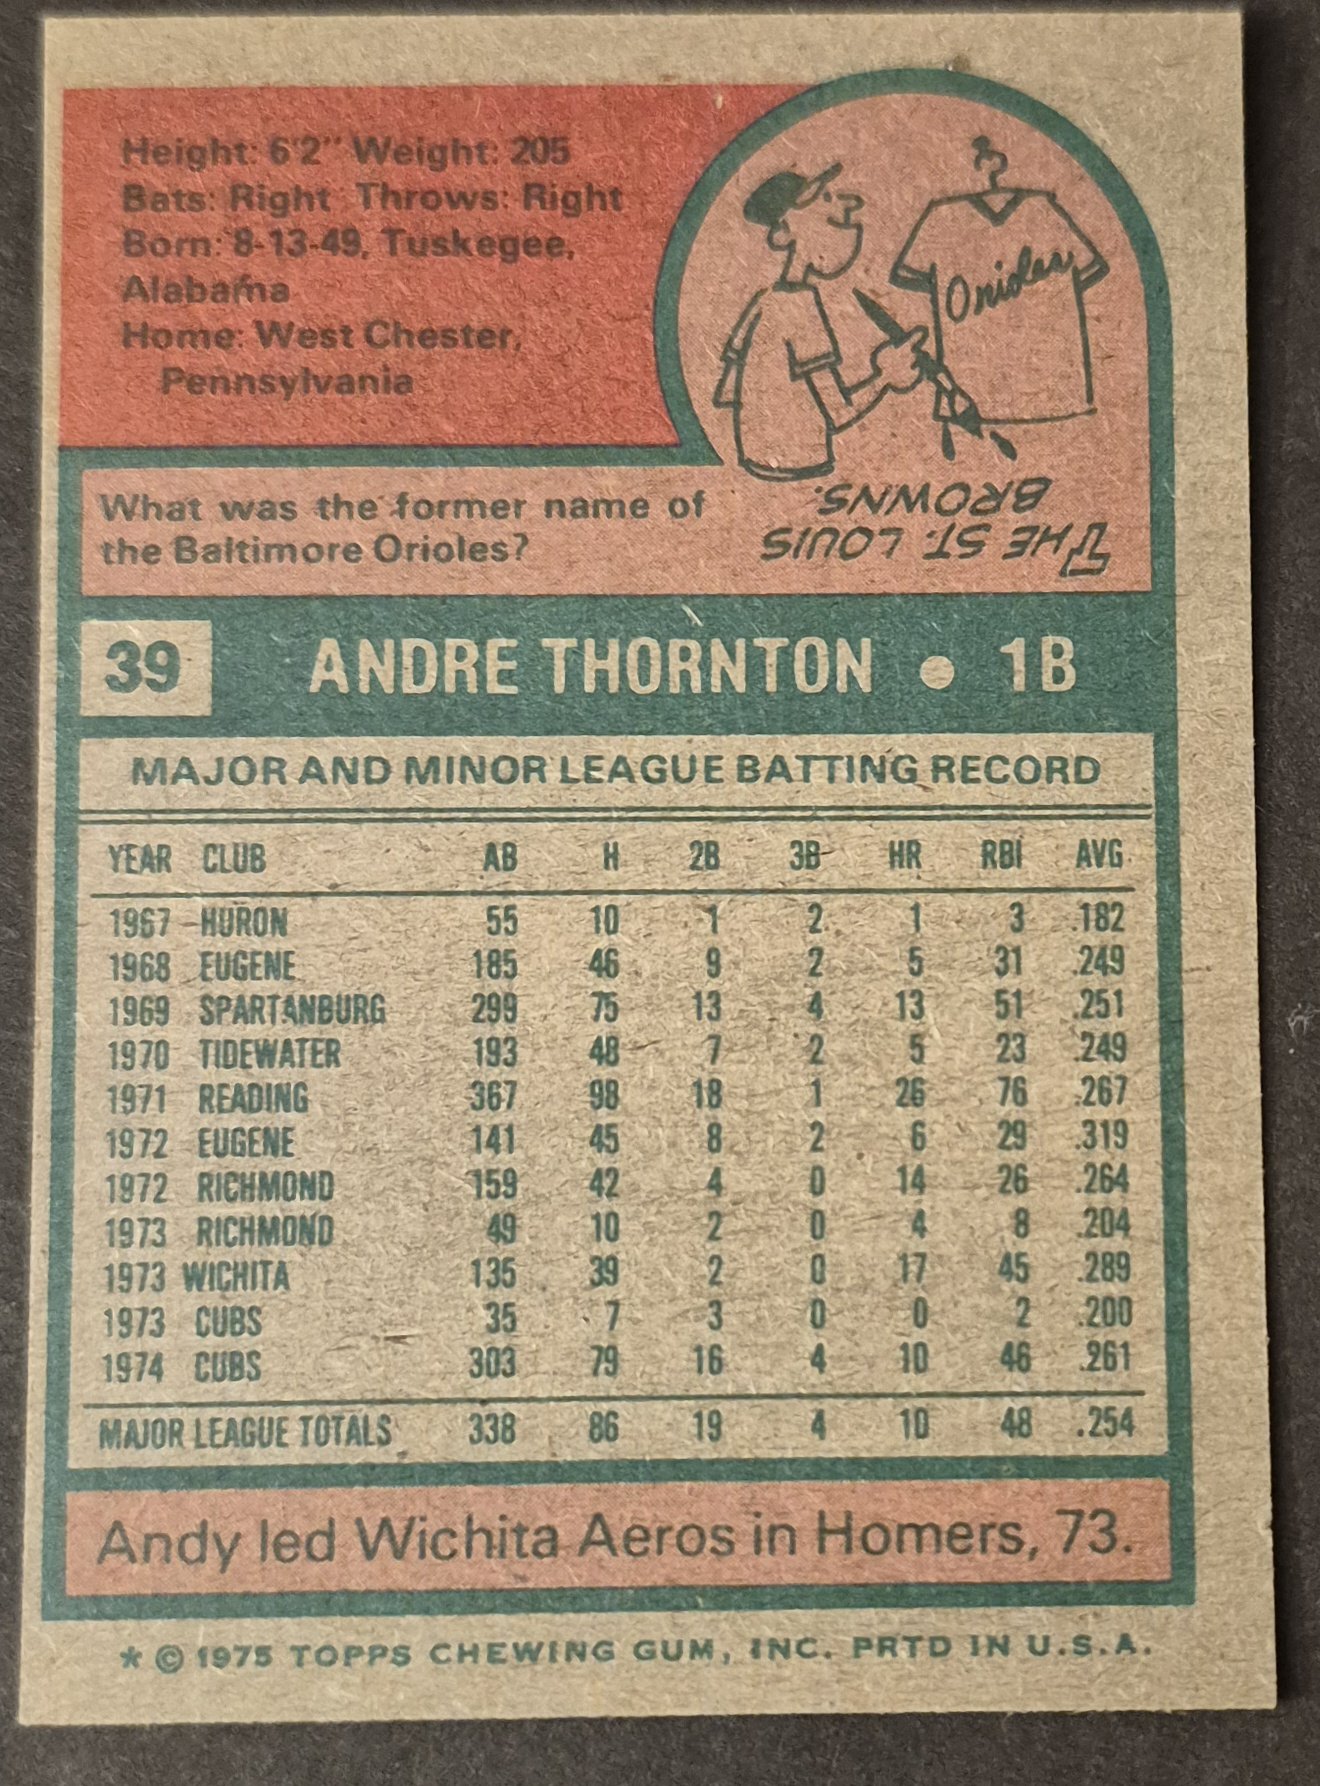 Height: 6'2" Weight: 205
Bats: Right Throws: Right
Born: 8-13-49, Tuskegee,
Alabama
Home: West Chester,
Pennsylvania
Orioles
What was the former name of
the Baltimore Orioles?
THE ST. LOUIS
BROWNS.
39 ANDRE THORNTON • 1B
MAJOR AND MINOR LEAGUE BATTING RECORD
YEAR CLUB AB H 2B 3B HR RBI AVG.
1967 HURON 55 10 1 2 1 3 .182
1968 EUGENE 185 46 9 2 5 31 .249
1969 SPARTANBURG 299 75 13 4 13 51 .251
1970 TIDEWATER 193 48 7 2 5 23 .249
1971 READING 367 98 18 1 26 76 .267
1972 EUGENE 141 45 8 2 6 29 .319
1972 RICHMOND 159 42 4 0 14 26 .264
1973 RICHMOND 49 10 2 0 4 8 .204
1973 WICHITA 135 39 2 0 17 45 .289
1973 CUBS 35 7 3 0 0 2 .200
1974 CUBS 303 79 16 4 10 46 .261
MAJOR LEAGUE TOTALS 338 86 19 4 10 48 .254
Andy led Wichita Aeros in Homers, 73.
* © 1975 TOPPS CHEWING GUM, INC. PRTD IN U.S.A.